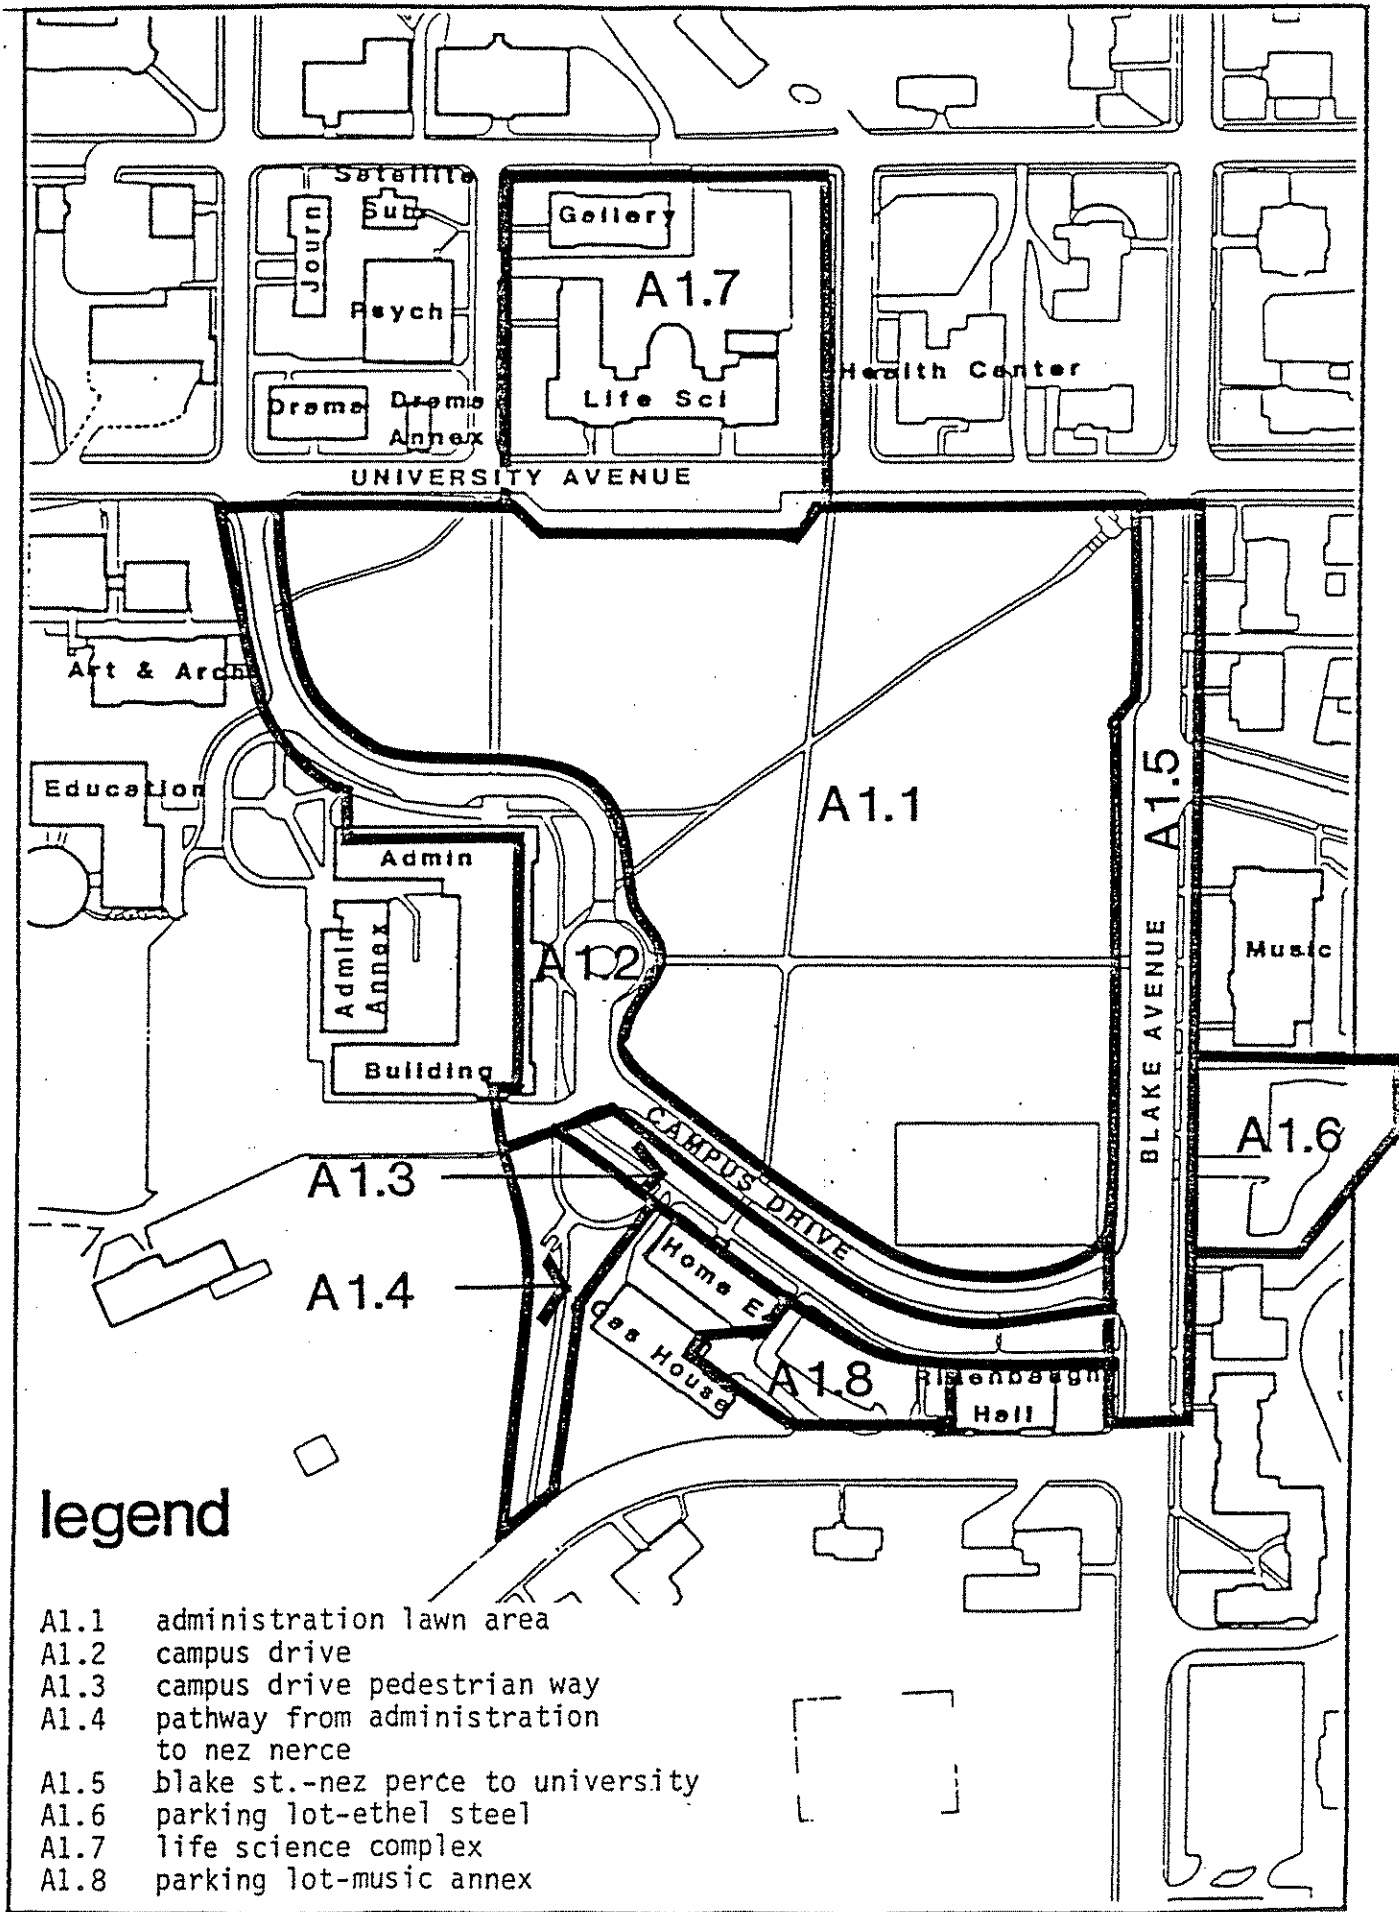 Satellite
Sub
Journ
Gallery
A1.7
Psych
Health Center
Life Sci
Drama
Drama
Annex
UNIVERSITY AVENUE
Art & Arch
A1.5
Education
A1.1
Admin
Admin
Annex
A1.2
BLAKE AVENUE
Music
Building
CAMPUS DRIVE
A1.6
A1.3
Home Ec
A1.4
House
A1.8
Hall
legend
A1.1 administration lawn area
A1.2 campus drive
A1.3 campus drive pedestrian way
A1.4 pathway from administration
to nez nerce
A1.5 blake st.-nez perce to university
A1.6 parking lot-ethel steel
A1.7 life science complex
A1.8 parking lot-music annex